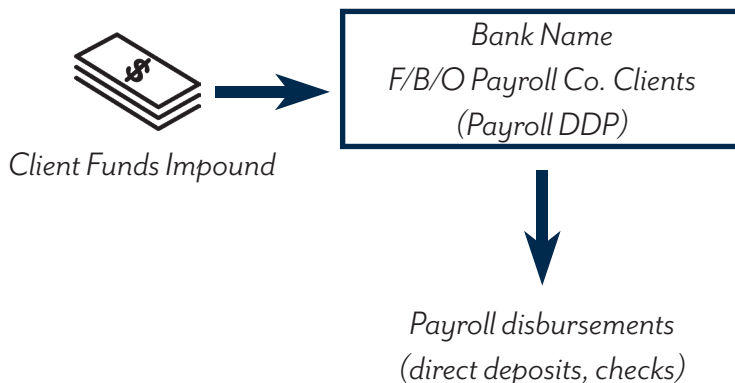 $
Client Funds Impound
Bank Name
F/B/O Payroll Co. Clients
(Payroll DDP)
Payroll disbursements
(direct deposits, checks)